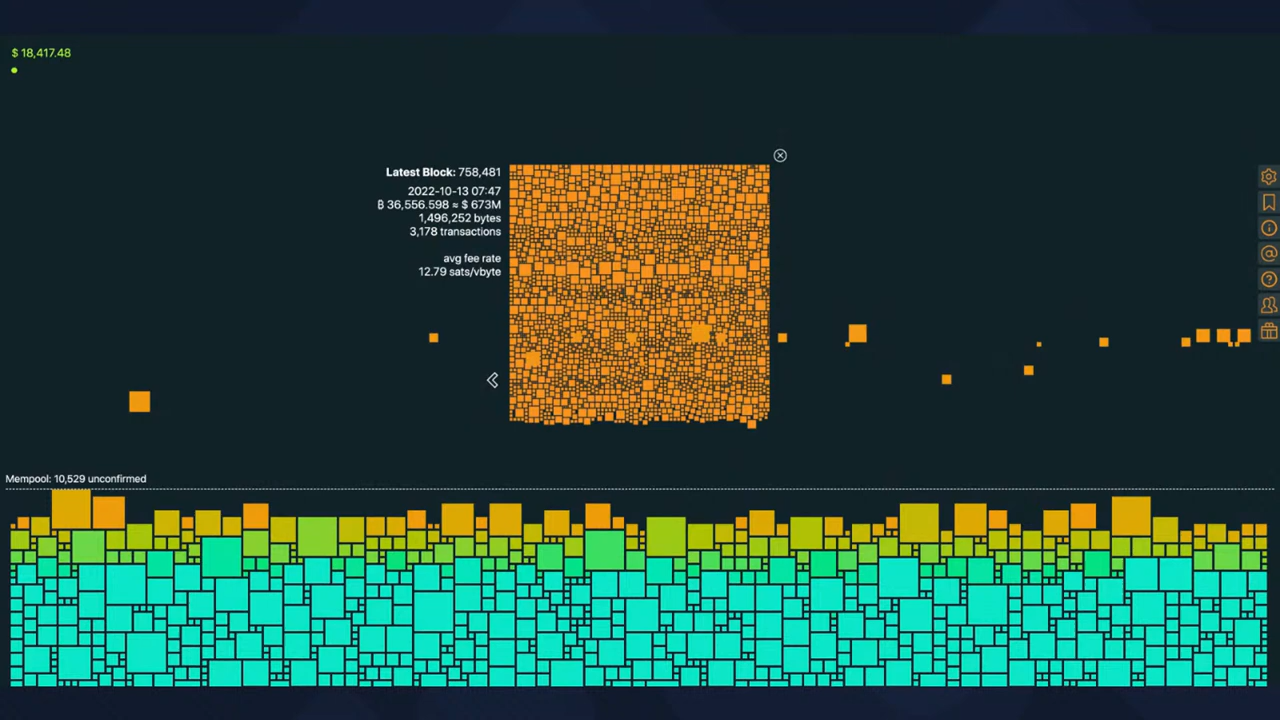 $ 18,417.48
Latest Block: 758,481
2022-10-13 07:47
₿ 36,556.598 ≈ $ 673M
1,496,252 bytes
3,178 transactions
avg fee rate
12.79 sats/vbyte
Mempool: 10,529 unconfirmed